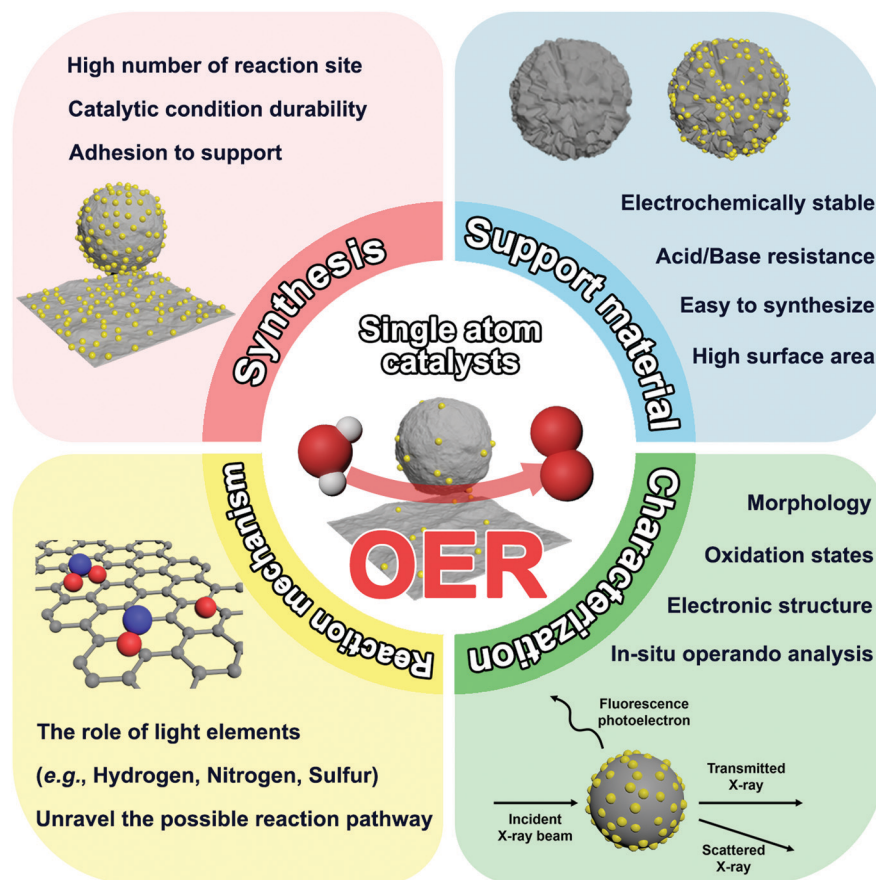 High number of reaction site
Catalytic condition durability
Adhesion to support
Synthesis
Support material
Electrochemically stable
Acid/Base resistance
Easy to synthesize
High surface area
Single atom
catalysts
OER
Reaction mechanism
The role of light elements
(e.g., Hydrogen, Nitrogen, Sulfur)
Unravel the possible reaction pathway
Characterization
Morphology
Oxidation states
Electronic structure
In-situ operando analysis
Fluorescence
photoelectron
Incident
X-ray beam
Transmitted
X-ray
Scattered
X-ray